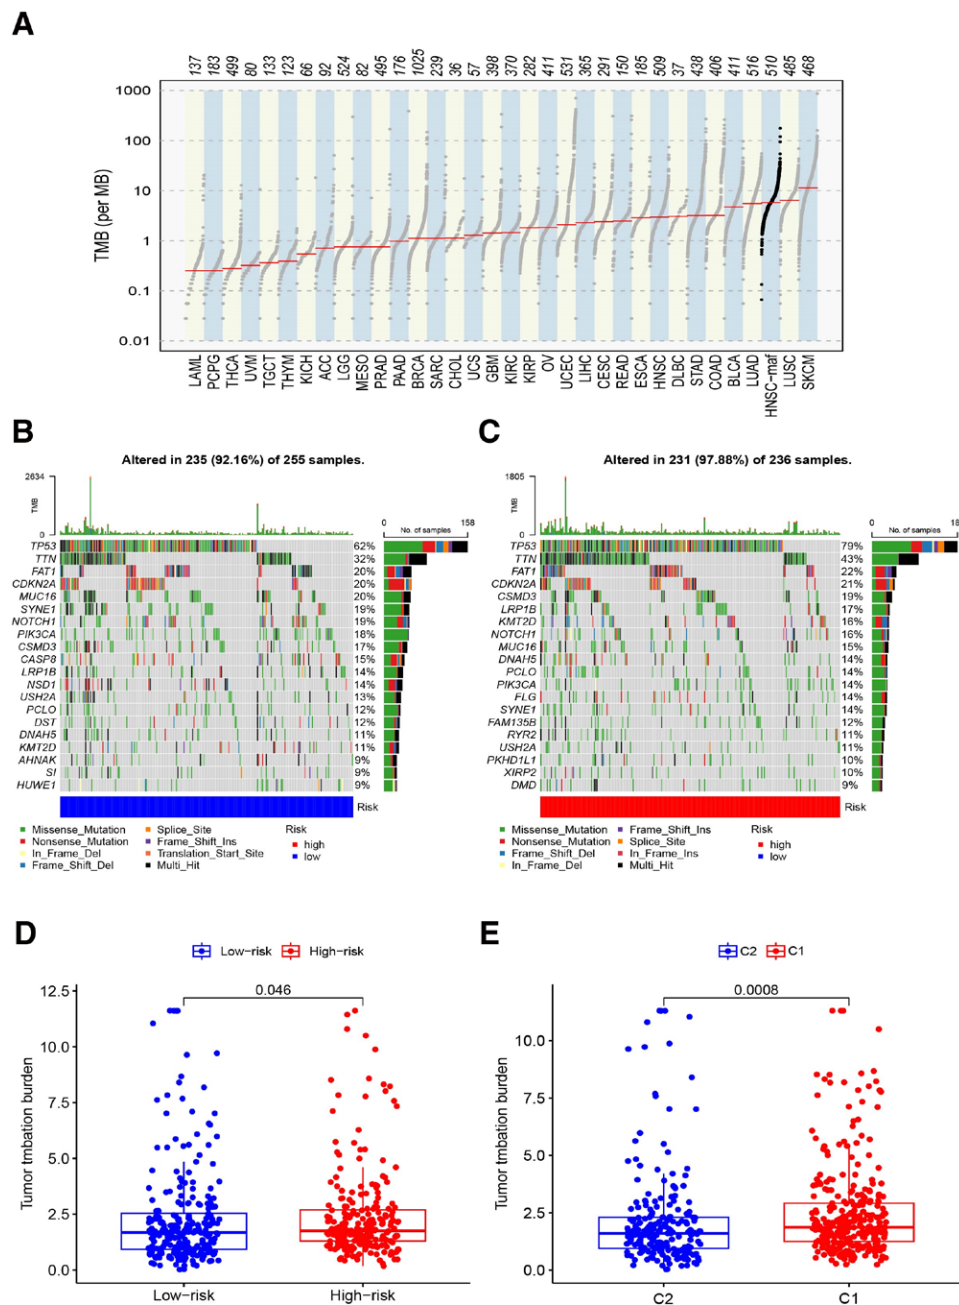 A
137 183 499 80 133 123 66 92 524 82 495 176 1025 239 36 57 398 370 282 411 531 365 291 150 185 509 37 438 406 411 516 510 485 468
TMB (per MB)
1000
100
10
1
0.1
0.01
LAML PCPG THCA UVM TGCT THYM KICH ACC LGG MESO PRAD PAAD BRCA SARC CHOL UCS GBM KIRC KIRP OV UCEC LIHC CESC READ ESCA HNSC DLBC STAD COAD BLCA LUAD HNSC-maf LUSC SKCM
B
Altered in 235 (92.16%) of 255 samples.
2634
TMB
0
0 158
No. of samples
TP53 62%
TTN 32%
FAT1 20%
CDKN2A 20%
MUC16 20%
SYNE1 19%
NOTCH1 19%
PIK3CA 18%
CSMD3 17%
CASP8 15%
LRP1B 14%
NSD1 14%
USH2A 13%
PCLO 12%
DST 12%
DNAH5 11%
KMT2D 11%
AHNAK 9%
SI 9%
HUWE1 9%
Risk
Missense_Mutation Splice_Site Risk
Nonsense_Mutation Frame_Shift_Ins high
In_Frame_Del Translation_Start_Site low
Frame_Shift_Del Multi_Hit
C
Altered in 231 (97.88%) of 236 samples.
1805
TMB
0
0 158
No. of samples
TP53 79%
TTN 43%
FAT1 22%
CDKN2A 21%
CSMD3 19%
LRP1B 17%
KMT2D 16%
NOTCH1 16%
MUC16 15%
DNAH5 14%
PCLO 14%
PIK3CA 14%
FLG 14%
SYNE1 14%
FAM135B 12%
RYR2 11%
USH2A 11%
PKHD1L1 10%
XIRP2 10%
DMD 9%
Risk
Missense_Mutation Frame_Shift_Ins Risk
Nonsense_Mutation Splice_Site high
Frame_Shift_Del In_Frame_Ins low
In_Frame_Del Multi_Hit
D
Low-risk High-risk
0.046
Tumor tmbation burden
12.5
10.0
7.5
5.0
2.5
0.0
Low-risk High-risk
E
C2 C1
0.0008
Tumor tmbation burden
10.0
7.5
5.0
2.5
0.0
C2 C1